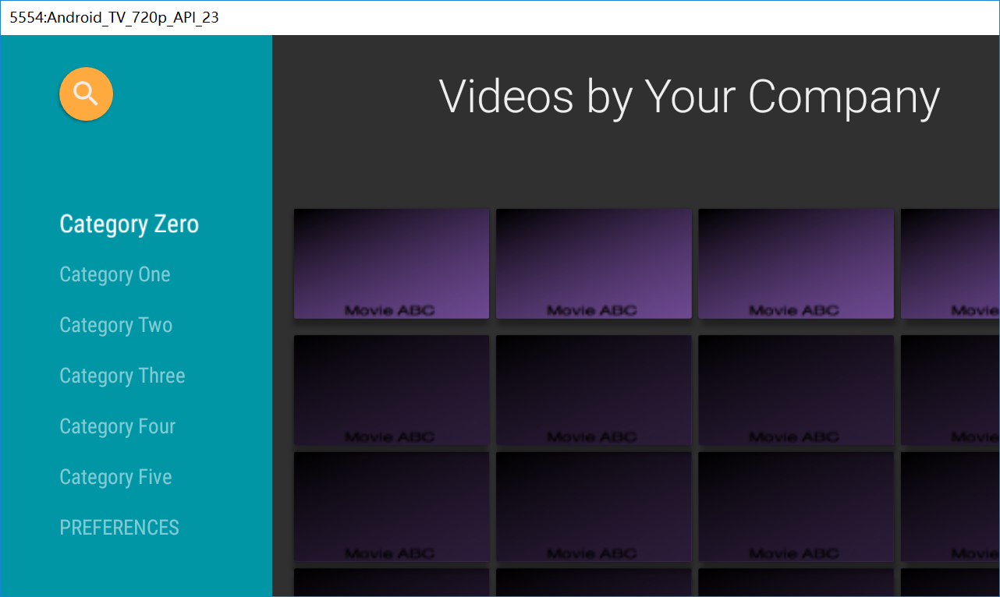 5554:Android_TV_720p_API_23
Videos by Your Company
Category Zero
Category One
Category Two
Category Three
Category Four
Category Five
PREFERENCES
Movie ABC
Movie ABC
Movie ABC
Movie
Movie ABC
Movie ABC
Movie ABC
Movie
Movie ABC
Movie ABC
Movie ABC
Movie